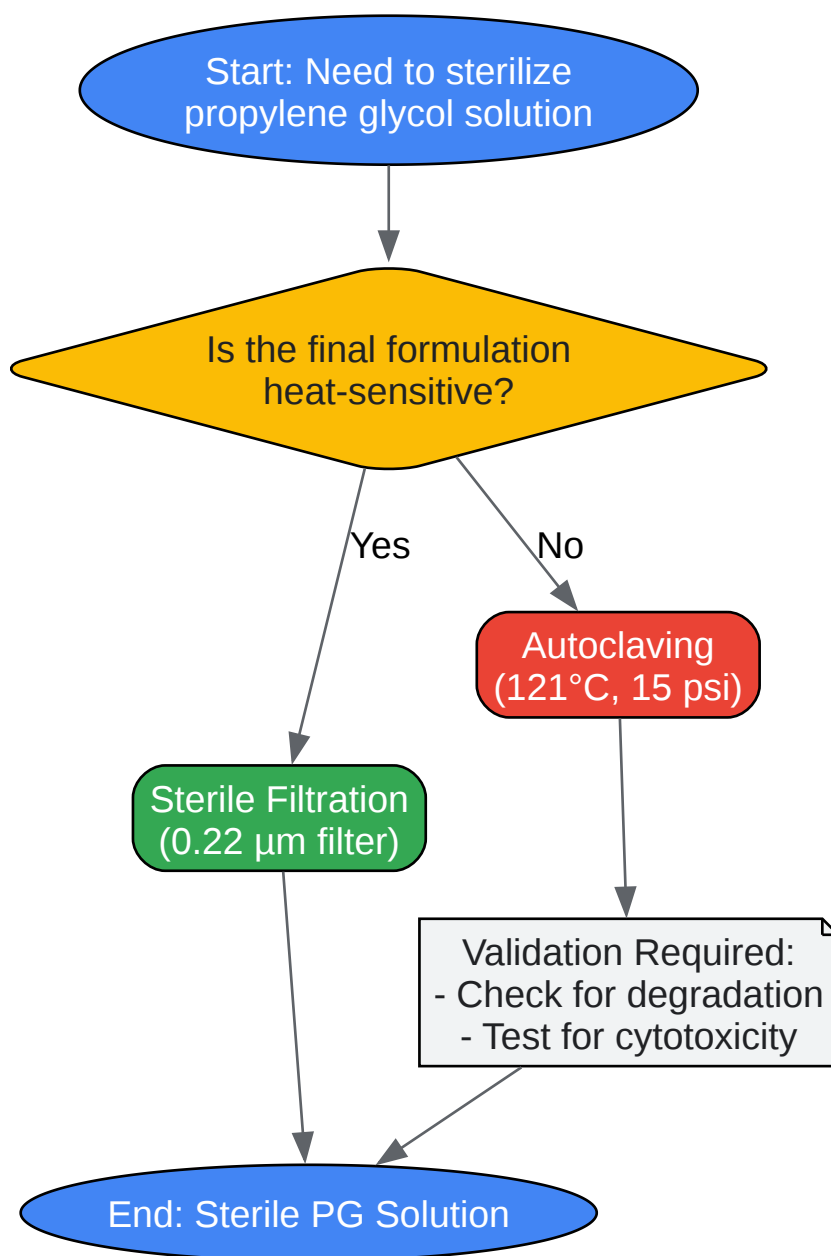 Start: Need to sterilize
propylene glycol solution
Is the final formulation
heat-sensitive?
Yes
No
Autoclaving
(121°C, 15 psi)
Sterile Filtration
(0.22 µm filter)
Validation Required:
- Check for degradation
- Test for cytotoxicity
End: Sterile PG Solution